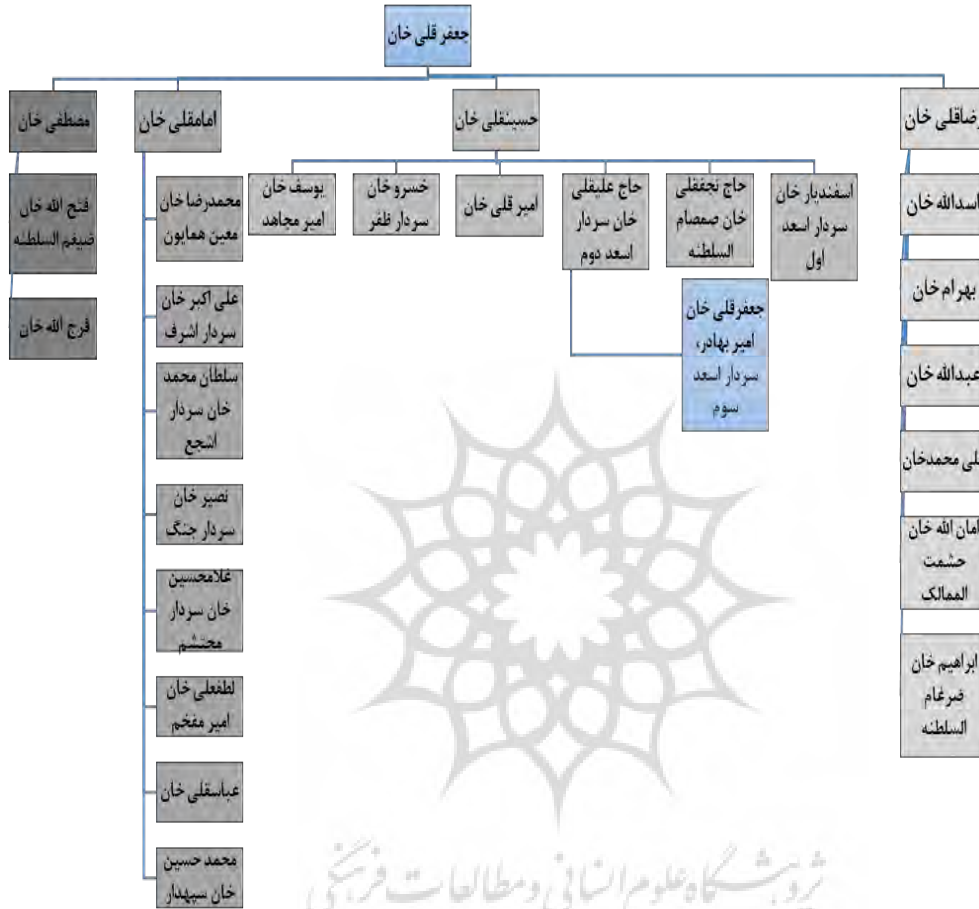 جعفر قلی خان
رضاقلی خان
اسدالله خان
بهرام خان
عبدالله خان
علی محمدخان
امان الله خان
حشمت
الممالک
ابراهیم خان
ضرغام
السلطنه
حسینقلی خان
اسفندیار خان
سردار اسعد
اول
حاج نجفقلی
خان صمصام
السلطنه
حاج علیقلی
خان سردار
اسعد دوم
جعفرقلی خان
امیر بهادر،
سردار اسعد
سوم
امیر قلی خان
خسرو خان
سردار ظفر
یوسف خان
امیر مجاهد
امامقلی خان
محمدرضا خان
معین همایون
علی اکبر خان
سردار اشرف
سلطان محمد
خان سردار
اشجع
نصیر خان
سردار جنگ
غلامحسین
خان سردار
محتشم
لطفعلی خان
امیر مفخم
عباسقلی خان
محمد حسین
خان سپهدار
مصطفی خان
فتح الله خان
ضیغم السلطنه
فرج الله خان
پژوهشگاه علوم انسانی و مطالعات فرهنگی